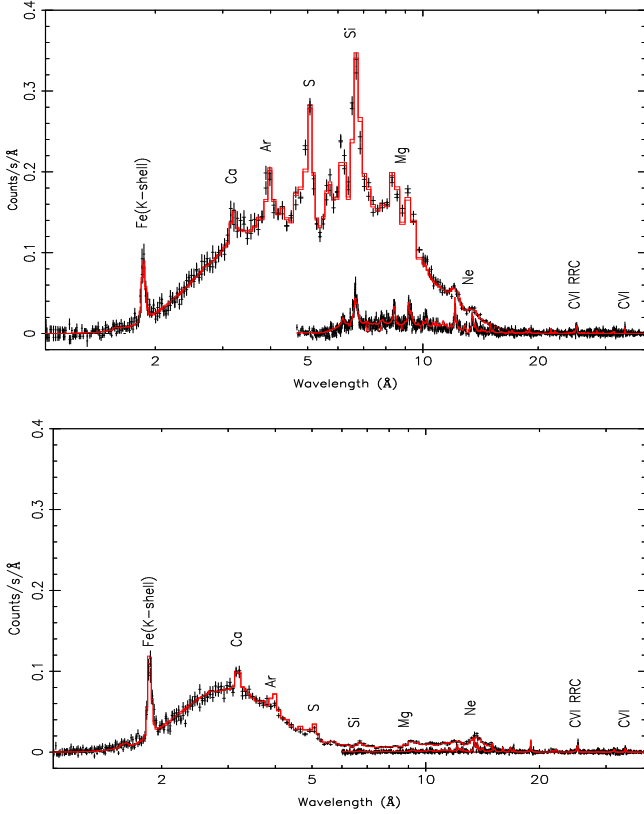 0.4
Si
S
0.3
Ar
Mg
Ca
Fe(K-shell)
Counts/s/Å
0.2
0.1
Ne
CVI RRC
CVI
0
2
5
10
20
Wavelength (Å)
0.4
0.3
Counts/s/Å
0.2
Fe(K-shell)
Ca
0.1
Ar
S
Si
Mg
Ne
CVI RRC
CVI
0
2
5
10
20
Wavelength (Å)